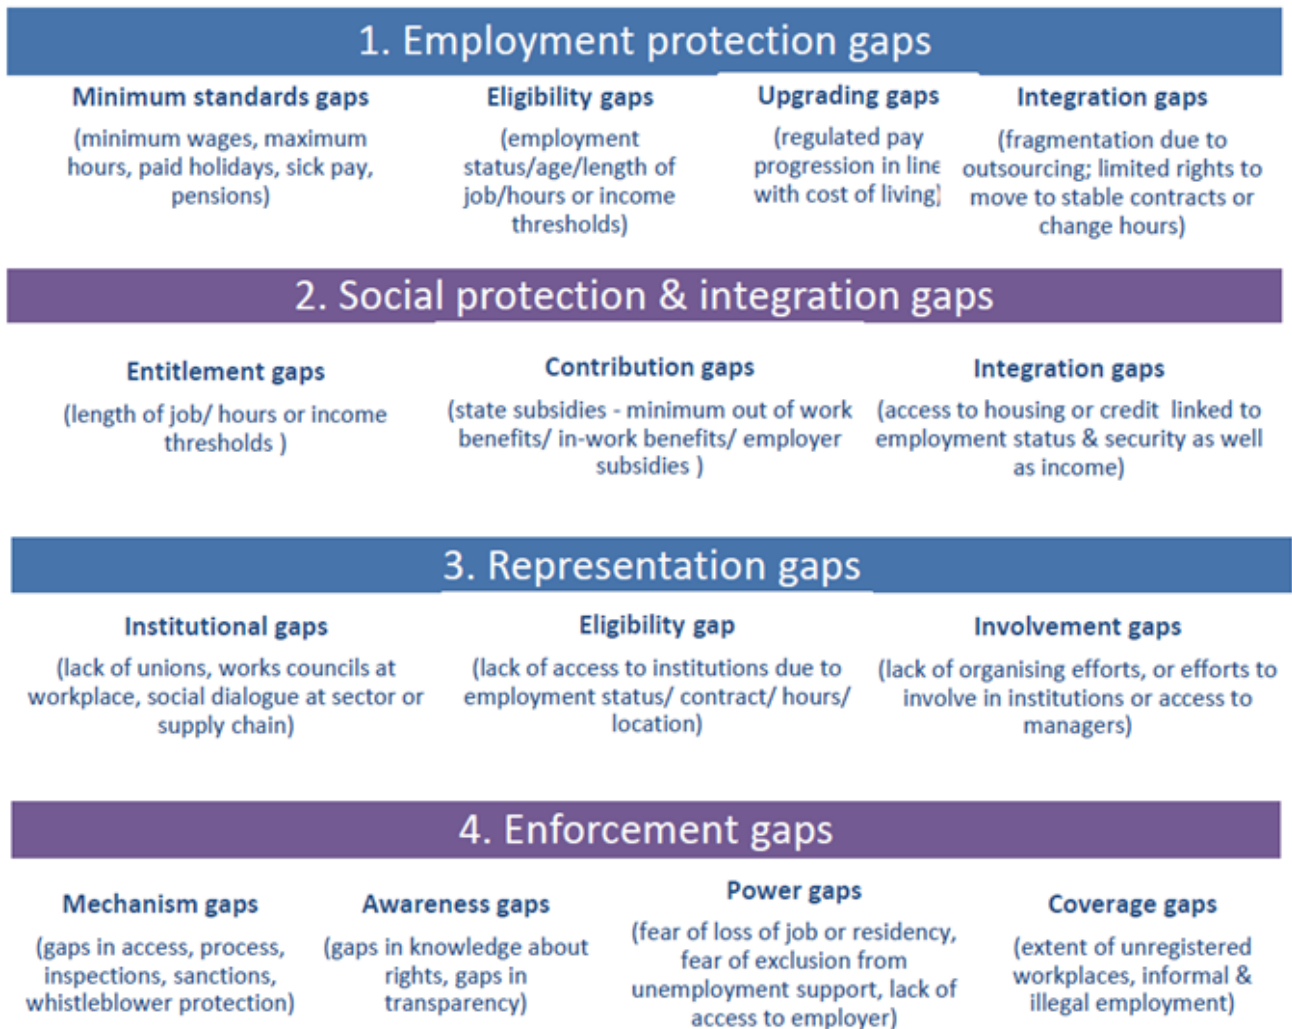 1. Employment protection gaps
Minimum standards gaps
(minimum wages, maximum
hours, paid holidays, sick pay,
pensions)
Eligibility gaps
(employment
status/age/length of
job/hours or income
thresholds)
Upgrading gaps
(regulated pay
progression in line
with cost of living)
Integration gaps
(fragmentation due to
outsourcing; limited rights to
move to stable contracts or
change hours)
2. Social protection & integration gaps
Entitlement gaps
(length of job/ hours or income
thresholds )
Contribution gaps
(state subsidies - minimum out of work
benefits/ in-work benefits/ employer
subsidies )
Integration gaps
(access to housing or credit linked to
employment status & security as well
as income)
3. Representation gaps
Institutional gaps
(lack of unions, works councils at
workplace, social dialogue at sector or
supply chain)
Eligibility gap
(lack of access to institutions due to
employment status/ contract/ hours/
location)
Involvement gaps
(lack of organising efforts, or efforts to
involve in institutions or access to
managers)
4. Enforcement gaps
Mechanism gaps
(gaps in access, process,
inspections, sanctions,
whistleblower protection)
Awareness gaps
(gaps in knowledge about
rights, gaps in
transparency)
Power gaps
(fear of loss of job or residency,
fear of exclusion from
unemployment support, lack of
access to employer)
Coverage gaps
(extent of unregistered
workplaces, informal &
illegal employment)